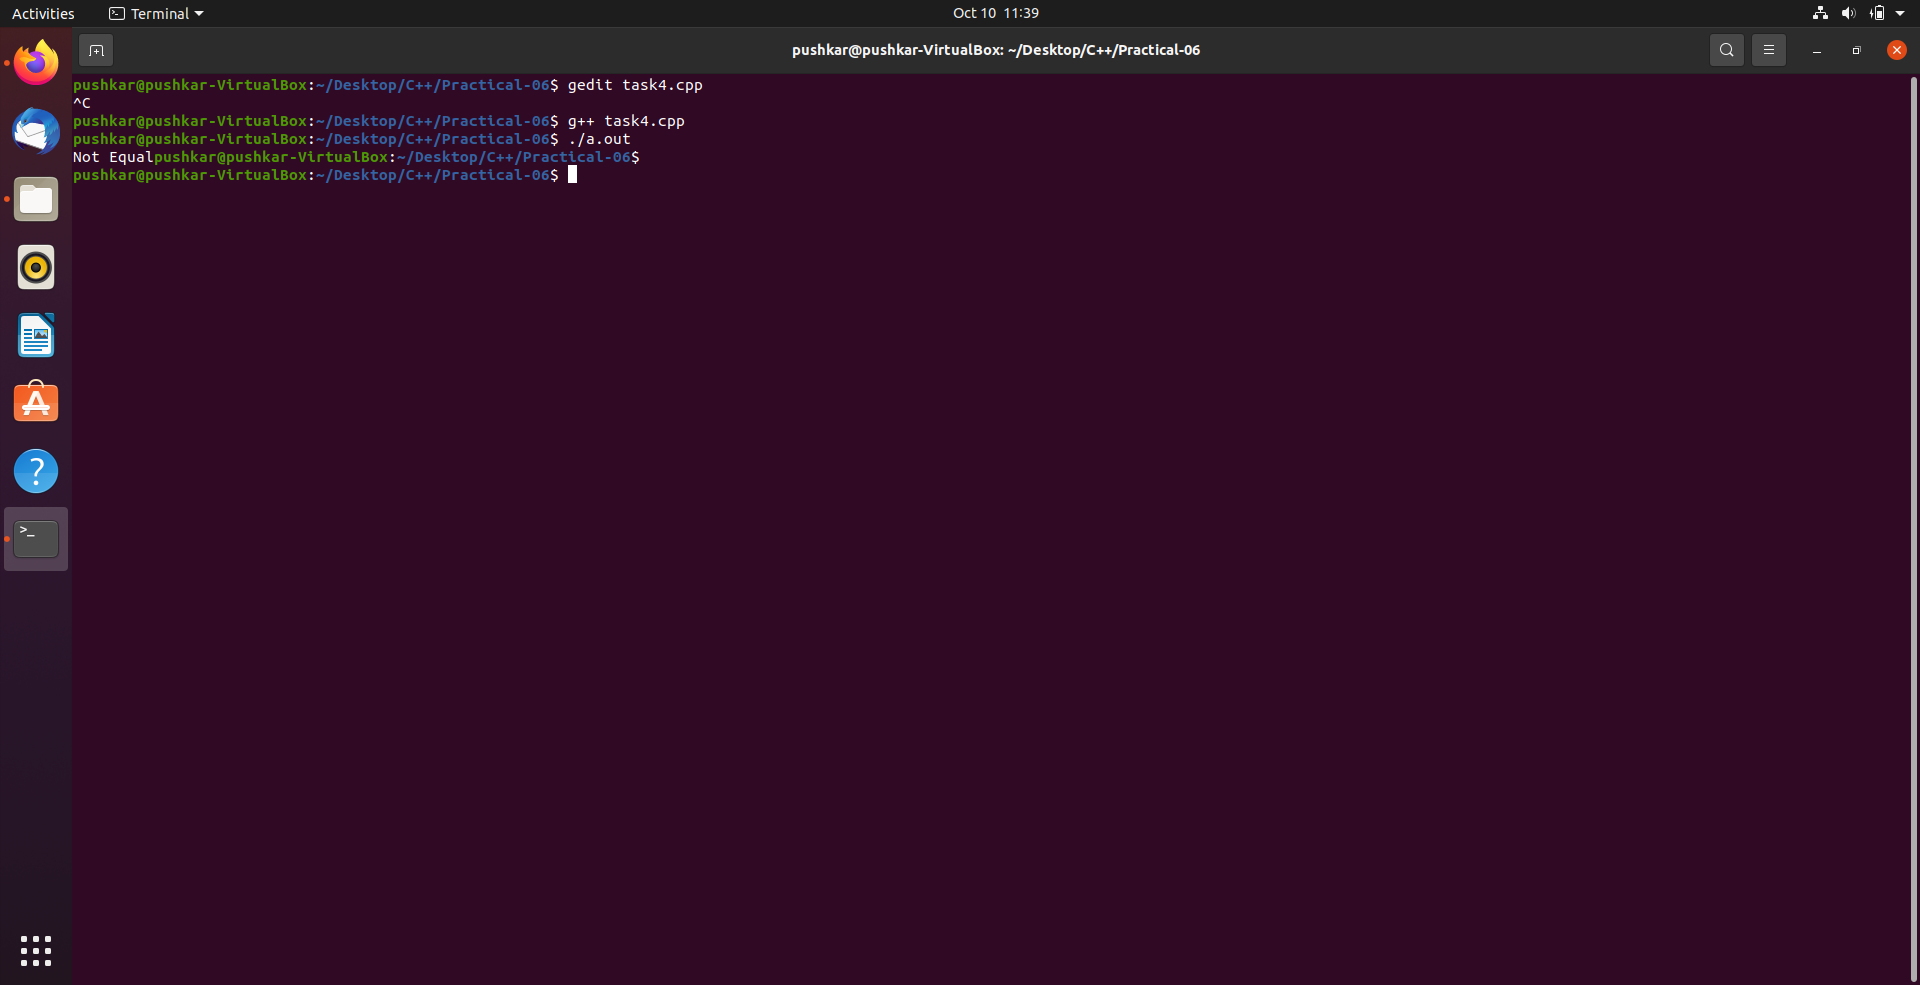 Activities
Terminal
Oct 10 11:39
pushkar@pushkar-VirtualBox: ~/Desktop/C++/Practical-06
pushkar@pushkar-VirtualBox:~/Desktop/C++/Practical-06$ gedit task4.cpp
^C
pushkar@pushkar-VirtualBox:~/Desktop/C++/Practical-06$ g++ task4.cpp
pushkar@pushkar-VirtualBox:~/Desktop/C++/Practical-06$ ./a.out
Not Equalpushkar@pushkar-VirtualBox:~/Desktop/C++/Practical-06$
pushkar@pushkar-VirtualBox:~/Desktop/C++/Practical-06$